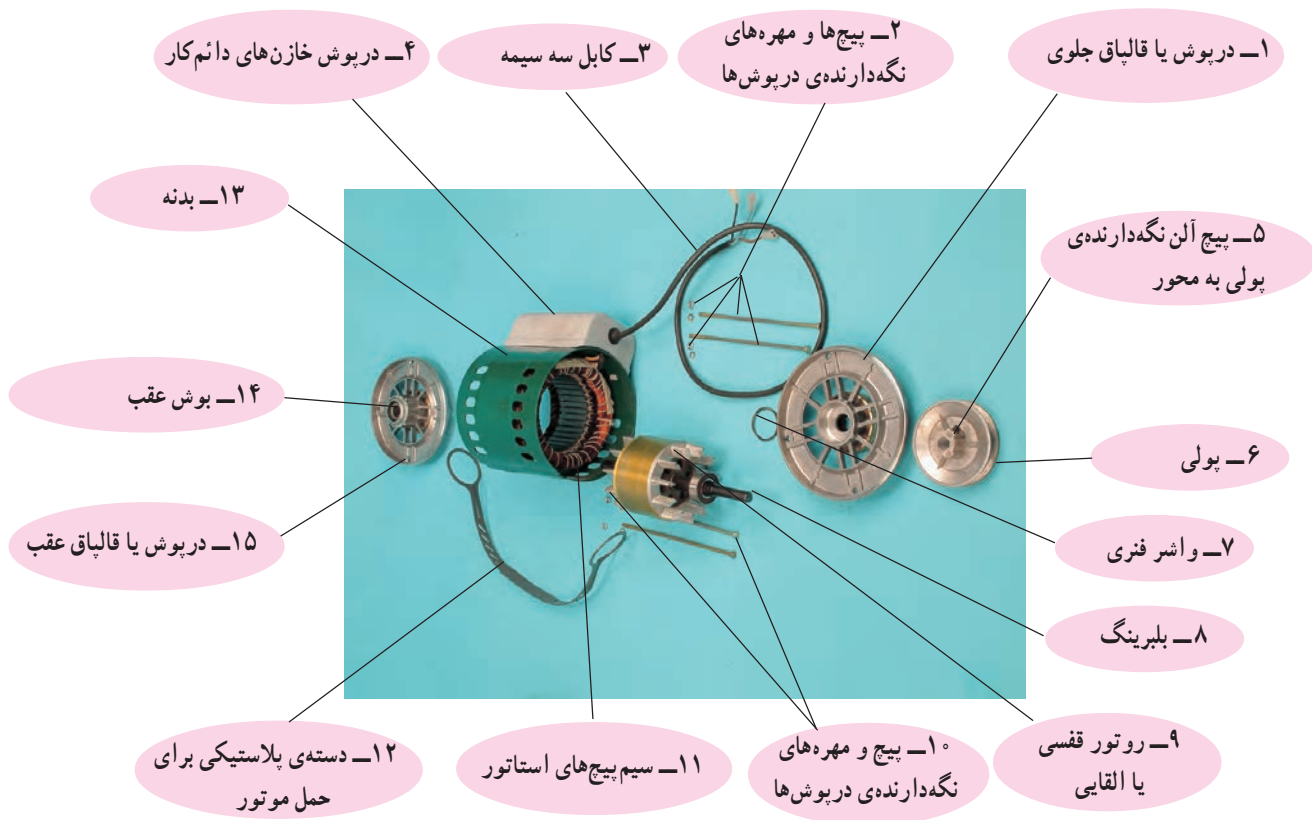 ۱ــ درپوش یا قالپاق جلوی
۲ــ پیچ‌ها و مهره‌های
نگه‌دارنده‌ی درپوش‌ها
۳ــ کابل سه سیمه
۴ــ درپوش خازن‌های دائم‌کار
۵ــ پیچ آلن نگه‌دارنده‌ی
پولی به محور
۶ــ پولی
۷ــ واشر فنری
۸ــ بلبرینگ
۹ــ روتور قفسی
یا القایی
۱۰ــ پیچ و مهره‌های
نگه‌دارنده‌ی درپوش‌ها
۱۱ــ سیم‌پیچ‌های استاتور
۱۲ــ دسته‌ی پلاستیکی برای
حمل موتور
۱۳ــ بدنه
۱۴ــ بوش عقب
۱۵ــ درپوش یا قالپاق عقب